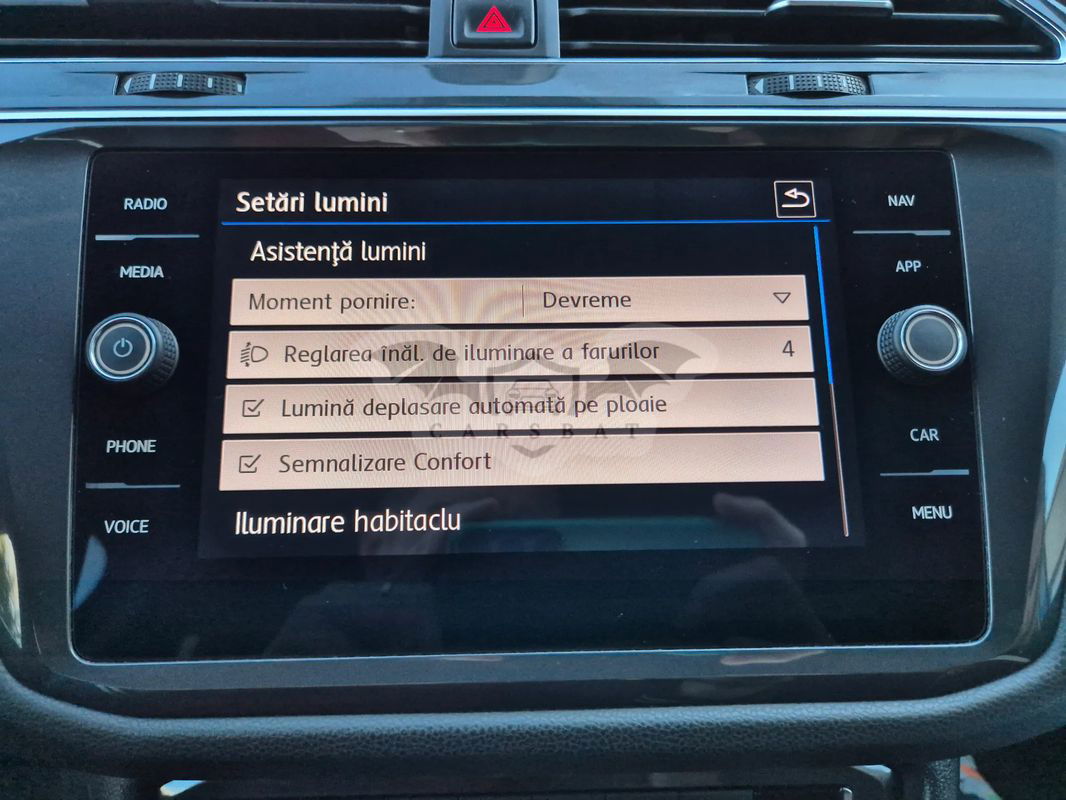 RADIO
MEDIA
PHONE
VOICE
Setări lumini
Asistenţă lumini
Moment pornire: Devreme
Reglarea înăl. de iluminare a farurilor 4
Lumină deplasare automată pe ploaie
CARSBAT
Semnalizare Confort
Iluminare habitaclu
NAV
APP
CAR
MENU